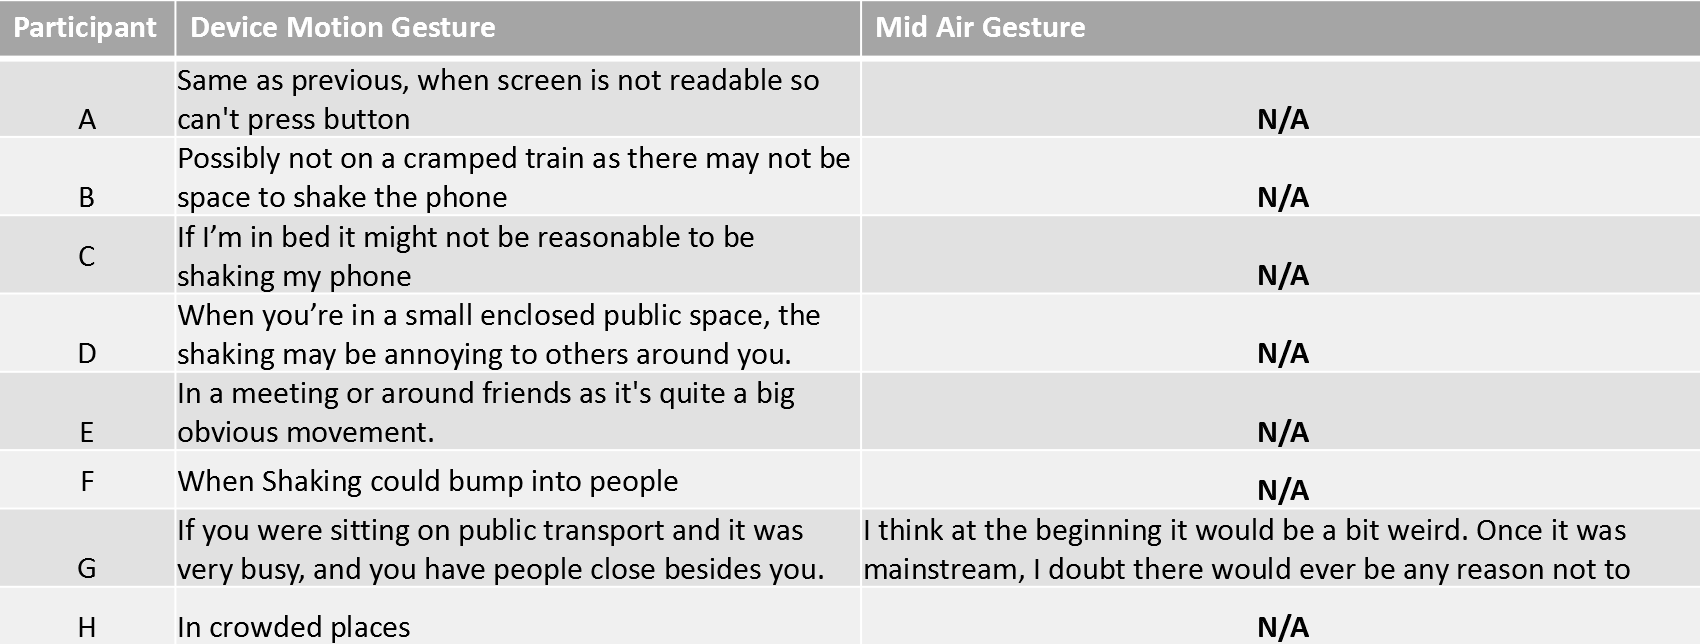 Participant Device Motion Gesture Mid Air Gesture
Same as previous, when screen is not readable so
A can't press button N/A
Possibly not on a cramped train as there may not be
B space to shake the phone N/A
If I’m in bed it might not be reasonable to be
C
shaking my phone N/A
When you’re in a small enclosed public space, the
D shaking may be annoying to others around you. N/A
In a meeting or around friends as it's quite a big
E obvious movement. N/A
F When Shaking could bump into people N/A
If you were sitting on public transport and it was I think at the beginning it would be a bit weird. Once it was
G very busy, and you have people close besides you. mainstream, I doubt there would ever be any reason not to
H In crowded places N/A